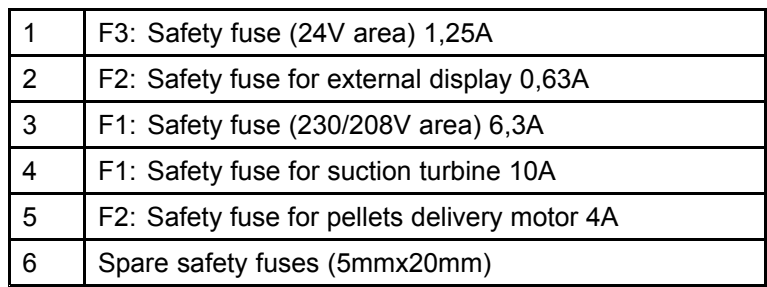 1 F3: Safety fuse (24V area) 1,25A
2 F2: Safety fuse for external display 0,63A
3 F1: Safety fuse (230/208V area) 6,3A
4 F1: Safety fuse for suction turbine 10A
5 F2: Safety fuse for pellets delivery motor 4A
6 Spare safety fuses (5mmx20mm)